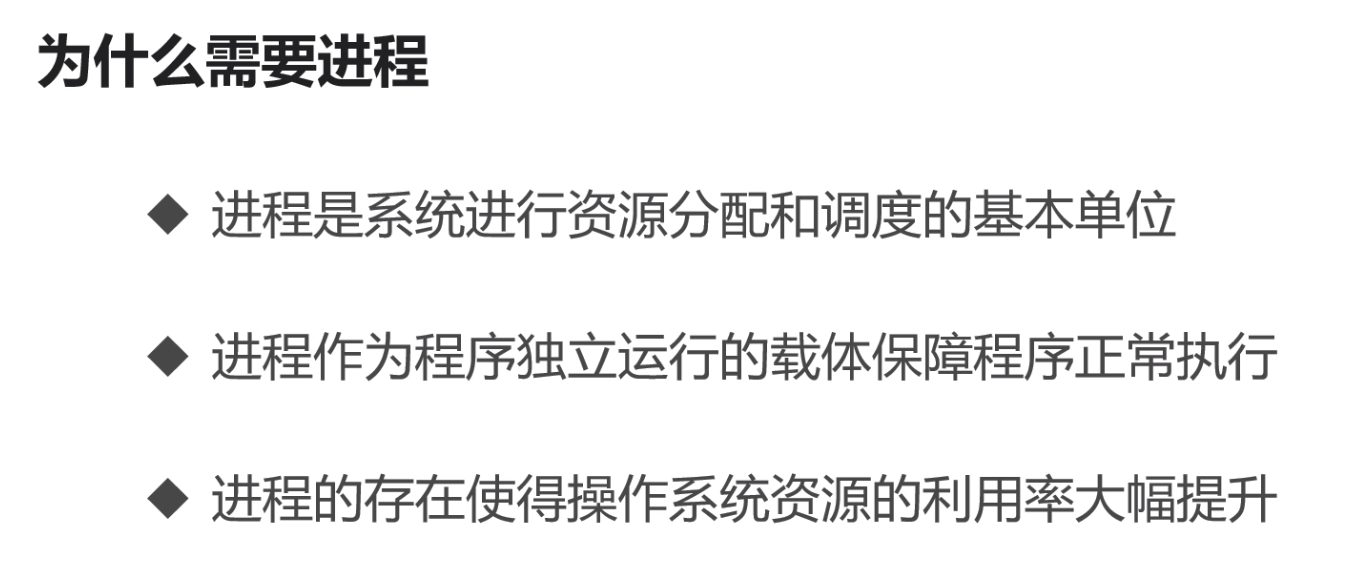 为什么需要进程
◆ 进程是系统进行资源分配和调度的基本单位
◆ 进程作为程序独立运行的载体保障程序正常执行
◆ 进程的存在使得操作系统资源的利用率大幅提升